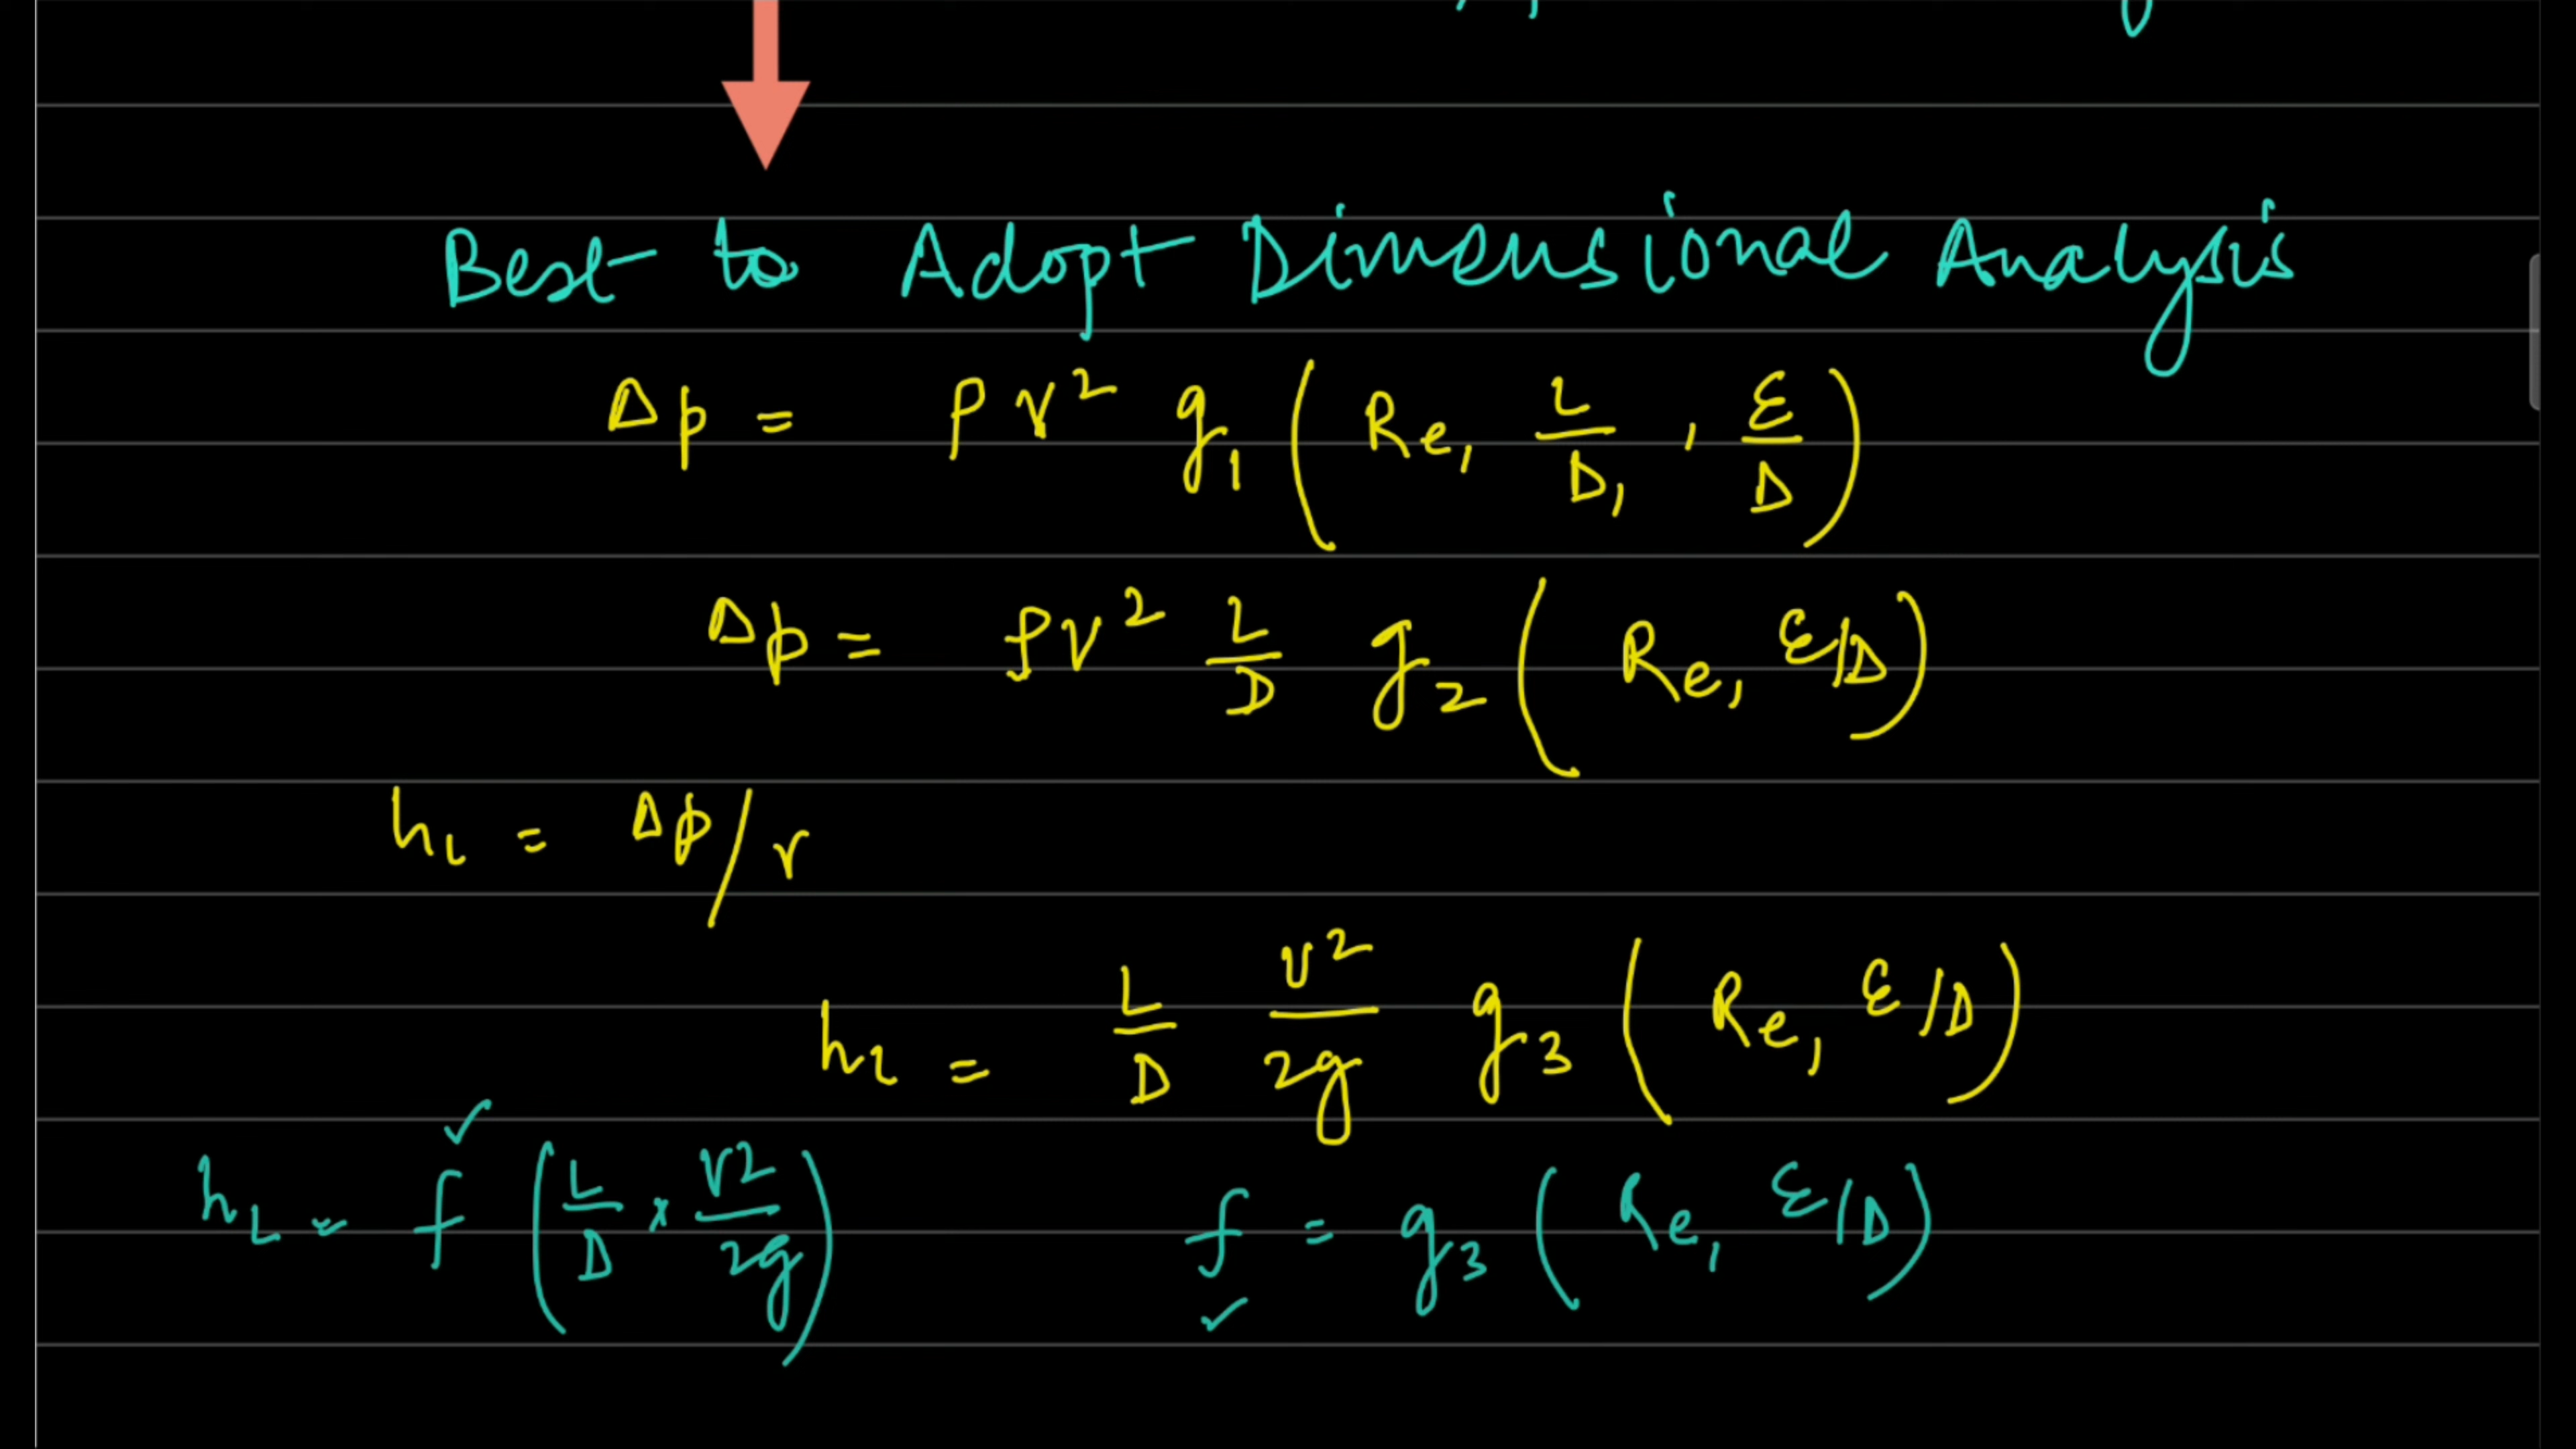 Best to Adopt Dimensional Analysis
Δp = ρv² g₁ (Re, L/D, , ε/D)
Δp = ρv² L/D g₂ (Re, ε/D)
h_L = Δp/r
h_L = L/D v²/2g g₃ (Re, ε/D)
h_L = f (L/D × v²/2g) f = g₃ (Re, ε/D)